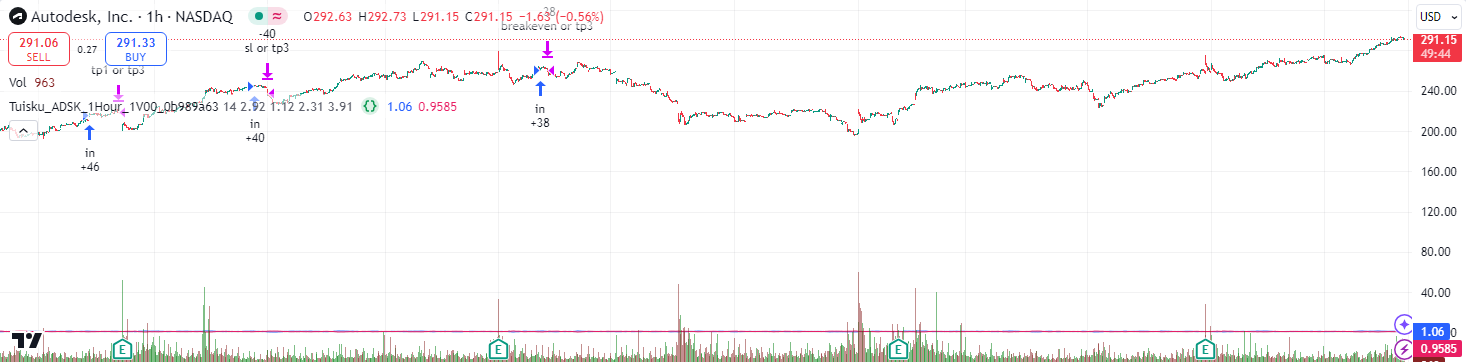 Autodesk, Inc. · 1h · NASDAQ O292.63 H292.73 L291.15 C291.15 −1.63 (−0.56%)
291.06 SELL
0.27
291.33 BUY
Vol 963
Tuisku_ADSK_1Hour_1V00_0b989a63 14 2.92 1.12 2.31 3.91 {} 1.06 0.9585
tp1 or tp3
in
+46
-40
sl or tp3
in
+40
breakeven or tp3
in
+38
E
E
E
E
USD
291.15
49:44
240.00
200.00
160.00
120.00
80.00
40.00
1.06
0.9585